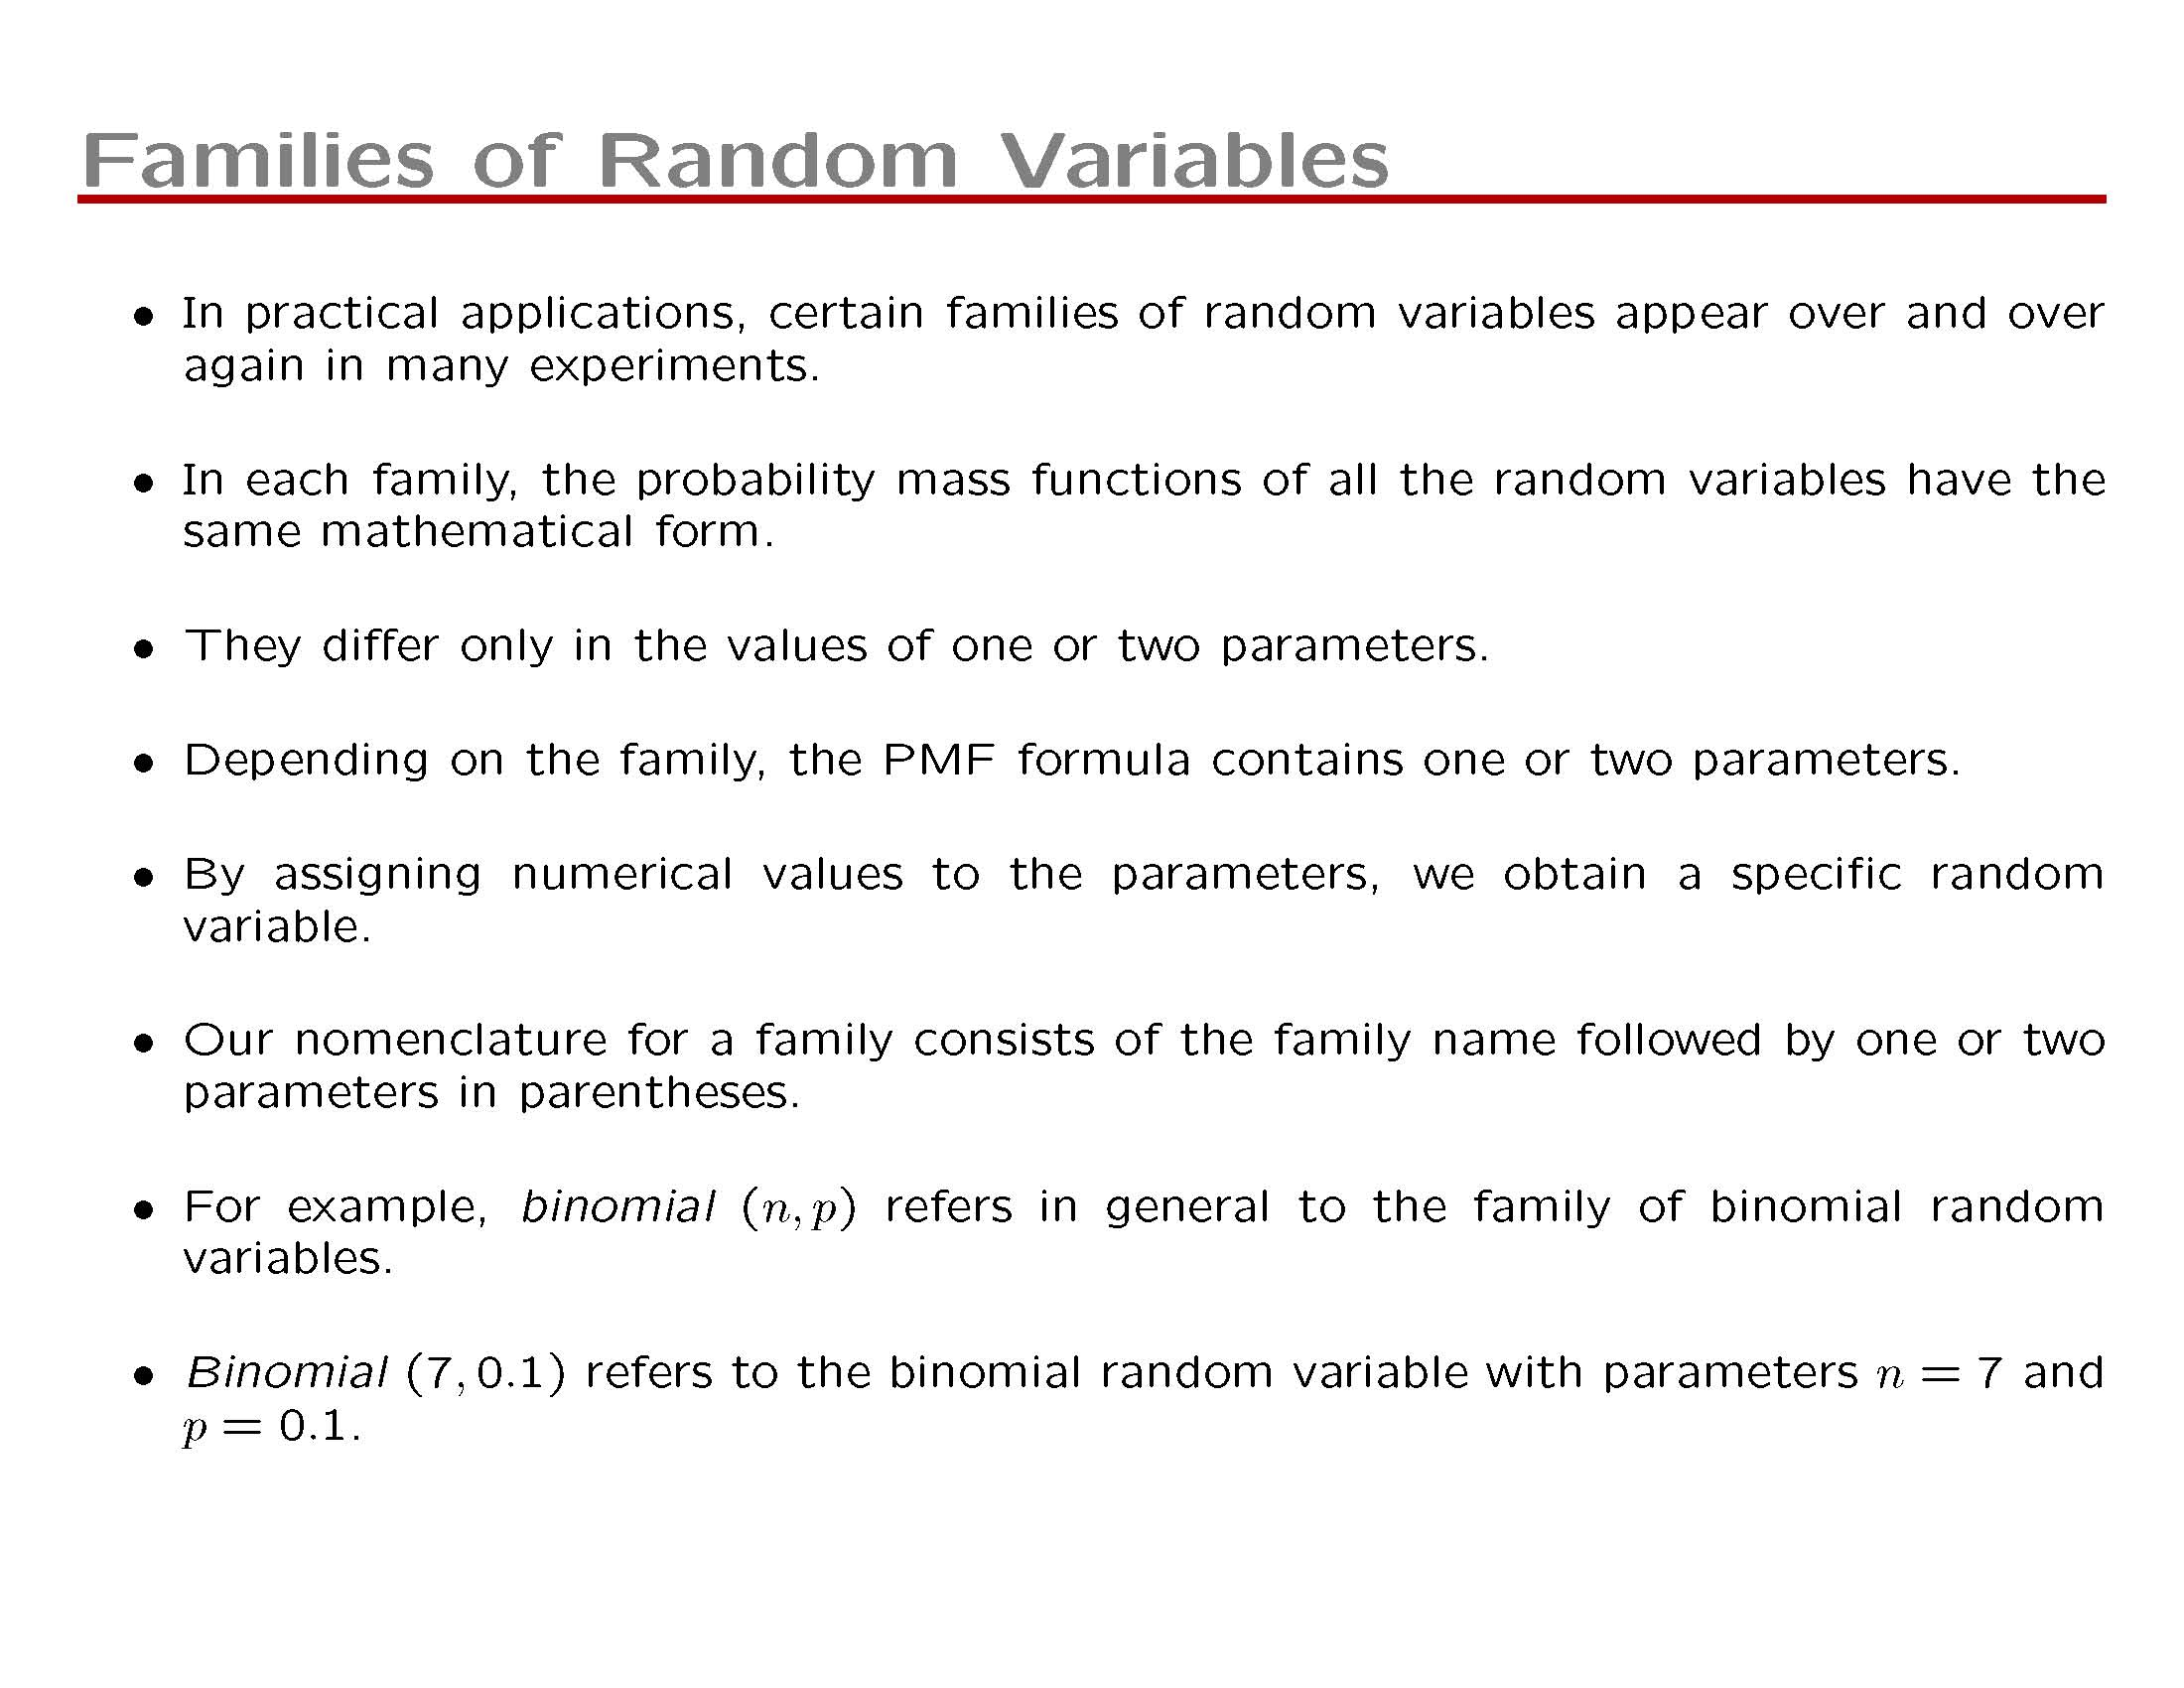 Families of Random Variables
• In practical applications, certain families of random variables appear over and over
again in many experiments.
• In each family, the probability mass functions of all the random variables have the
same mathematical form.
• They differ only in the values of one or two parameters.
• Depending on the family, the PMF formula contains one or two parameters.
• By assigning numerical values to the parameters, we obtain a specific random
variable.
• Our nomenclature for a family consists of the family name followed by one or two
parameters in parentheses.
• For example, binomial (n, p) refers in general to the family of binomial random
variables.
• Binomial (7, 0.1) refers to the binomial random variable with parameters n = 7 and
p = 0.1.